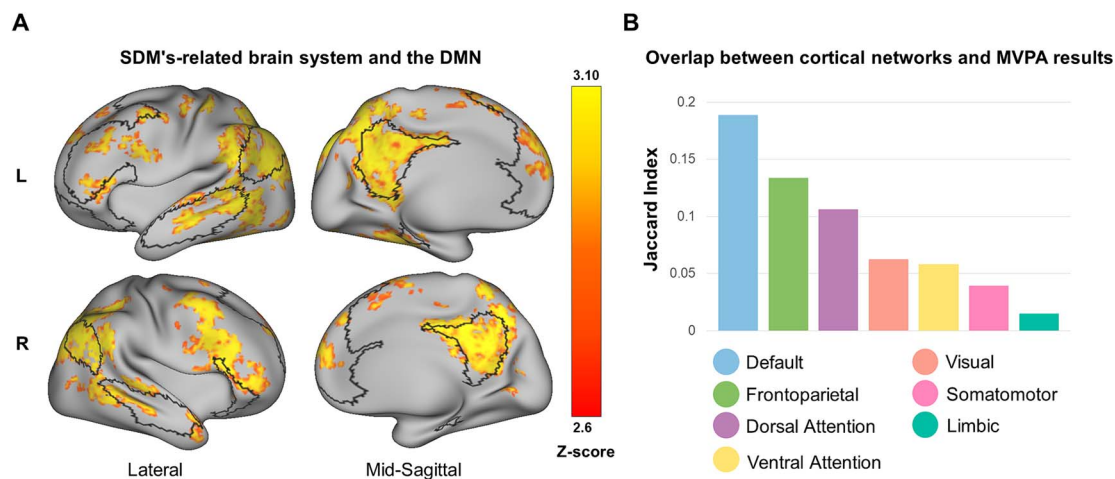 A
SDM's-related brain system and the DMN
3.10
L
R
2.6
Z-score
Lateral
Mid-Sagittal
B
Overlap between cortical networks and MVPA results
Jaccard Index
0.2
0.15
0.1
0.05
0
Default
Frontoparietal
Dorsal Attention
Ventral Attention
Visual
Somatomotor
Limbic